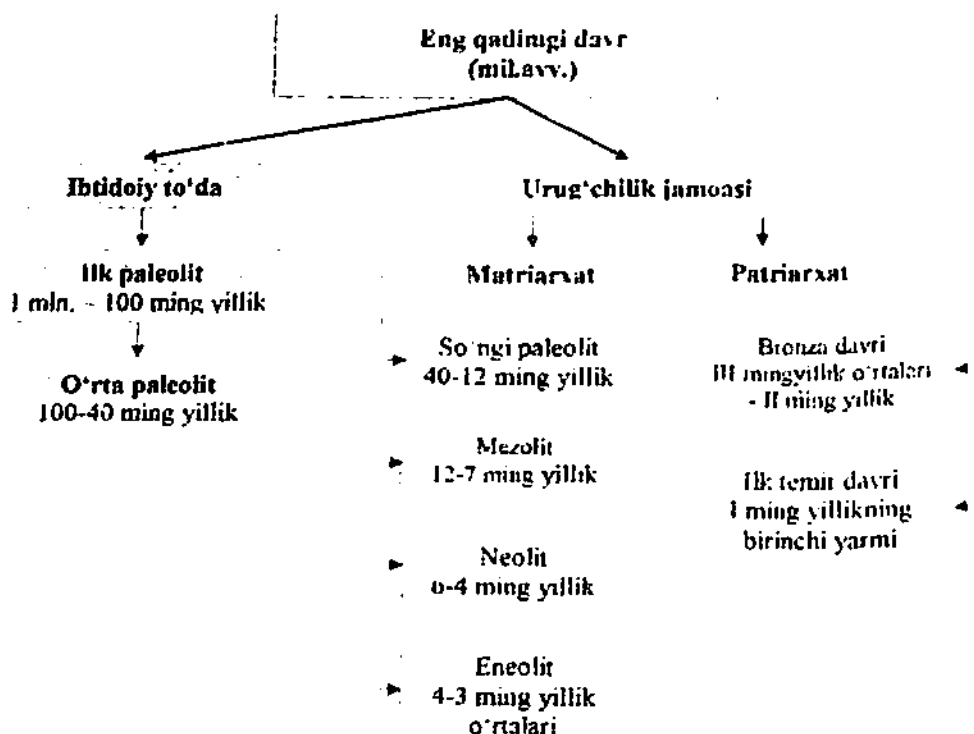 Eng qadimgi davr
(mil.avv.)
Ibtidoiy to‘da
Urug‘chilik jamoasi
Ilk paleolit
1 mln. – 100 ming yillik
O‘rta paleolit
100-40 ming yillik
Matriarxat
So‘ngi paleolit
40-12 ming yillik
Mezolit
12-7 ming yillik
Neolit
6-4 ming yillik
Eneolit
4-3 ming yillik
o‘rtalari
Patriarxat
Bronza davri
III mingyillik o‘rtalari
- II ming yillik
Ilk temir davri
I ming yillikning
birinchi yarmi